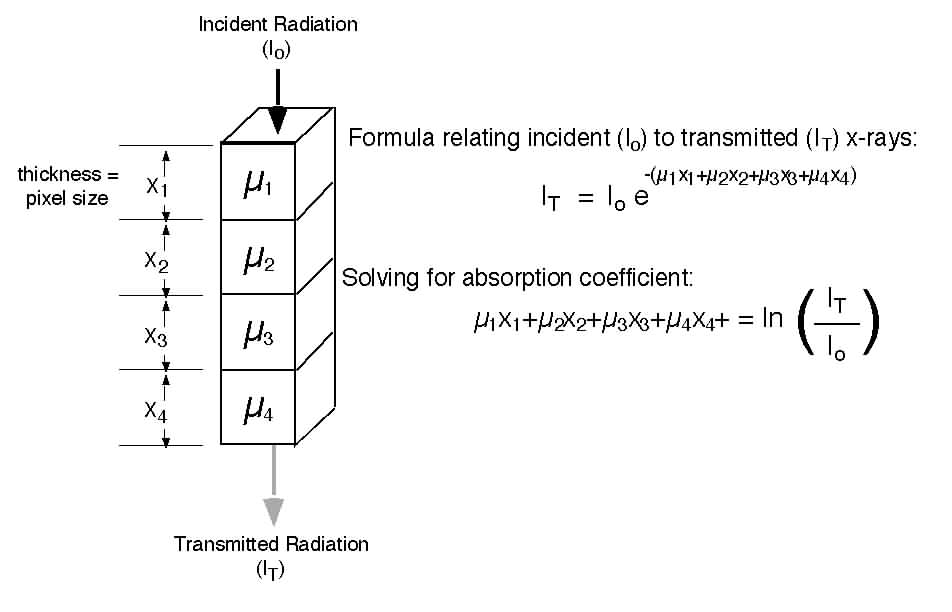 Incident Radiation
(Io)
Formula relating incident (Io) to transmitted (IT) x-rays:
thickness =
pixel size
X1
μ1
IT = Io e-(μ1x1+μ2x2+μ3x3+μ4x4)
X2
μ2
Solving for absorption coefficient:
X3
μ3
μ1x1+μ2x2+μ3x3+μ4x4+ = ln (IT/Io)
X4
μ4
Transmitted Radiation
(IT)